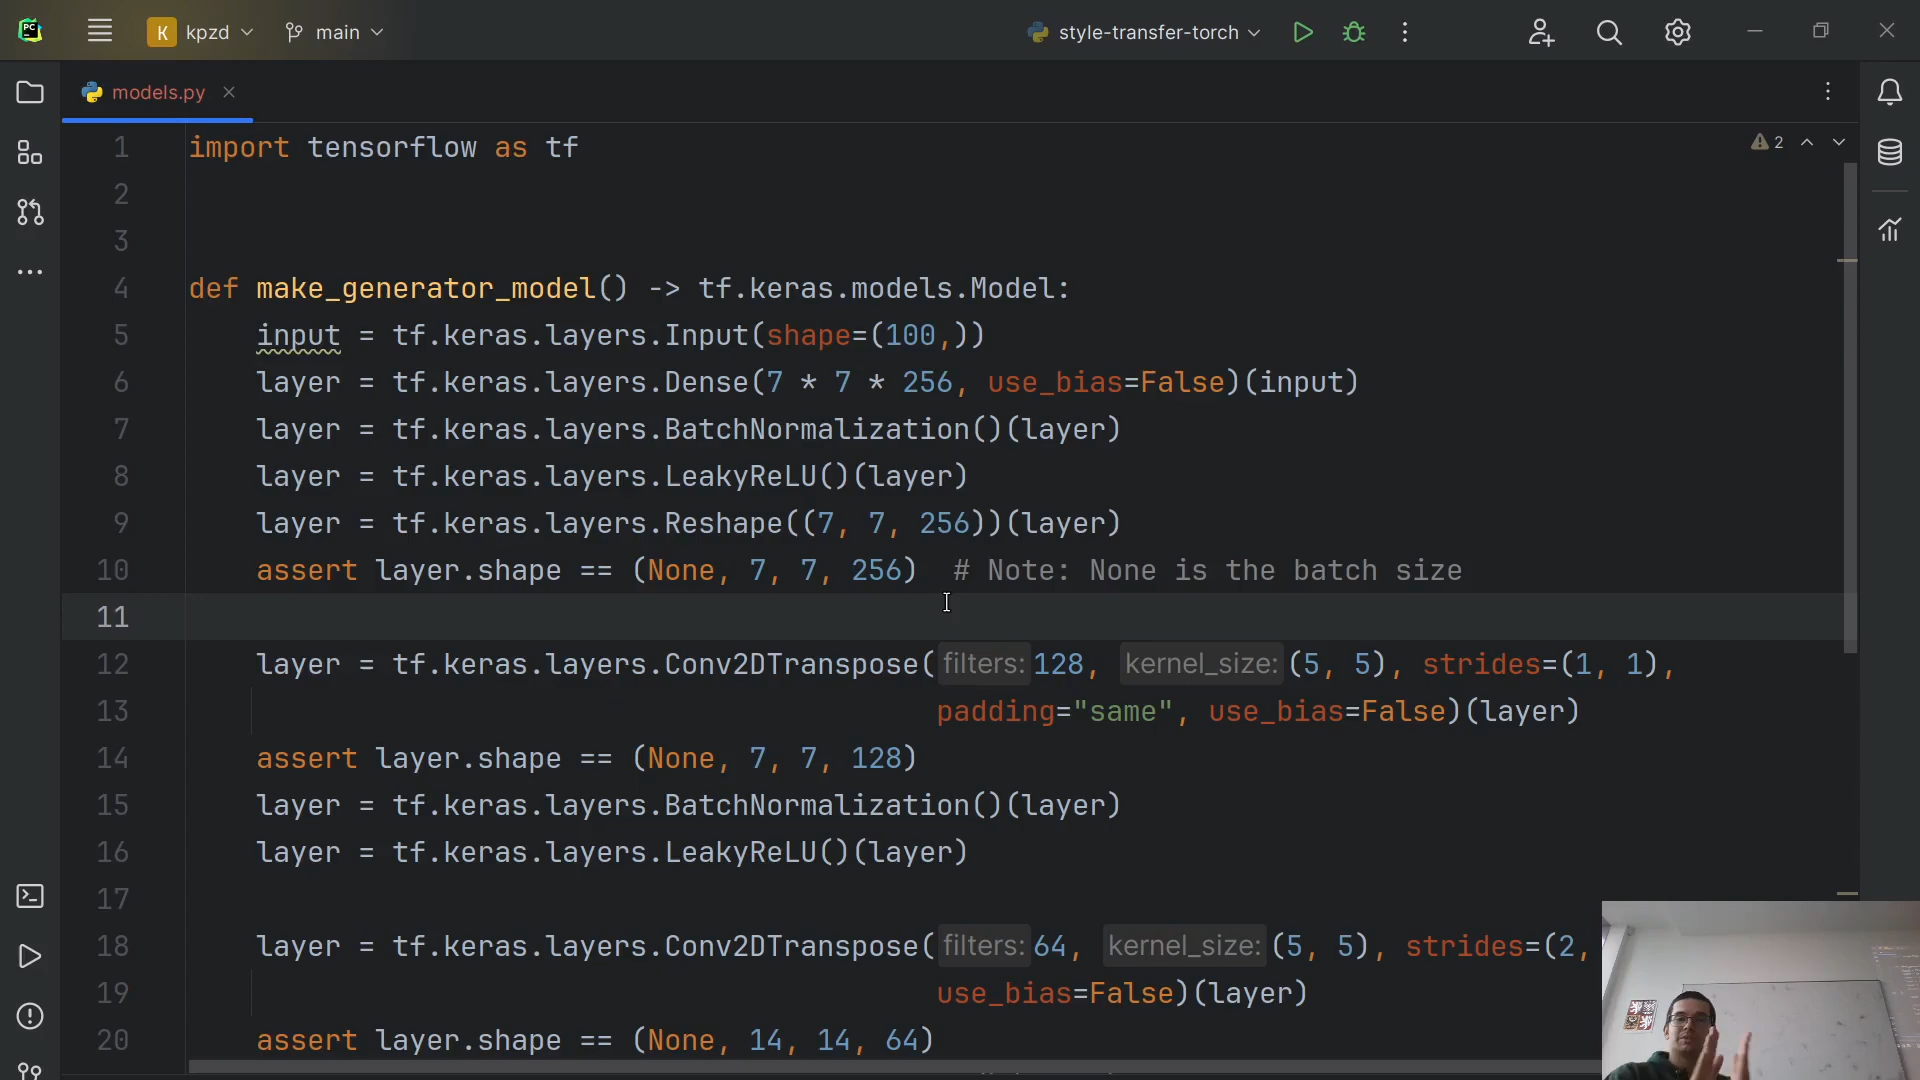 PC
K kpzd main style-transfer-torch
models.py
2
1 import tensorflow as tf
2
3
4 def make_generator_model() -> tf.keras.models.Model:
5 input = tf.keras.layers.Input(shape=(100,))
6 layer = tf.keras.layers.Dense(7 * 7 * 256, use_bias=False)(input)
7 layer = tf.keras.layers.BatchNormalization()(layer)
8 layer = tf.keras.layers.LeakyReLU()(layer)
9 layer = tf.keras.layers.Reshape((7, 7, 256))(layer)
10 assert layer.shape == (None, 7, 7, 256)  # Note: None is the batch size
11
12 layer = tf.keras.layers.Conv2DTranspose(filters: 128, kernel_size: (5, 5), strides=(1, 1),
13 padding="same", use_bias=False)(layer)
14 assert layer.shape == (None, 7, 7, 128)
15 layer = tf.keras.layers.BatchNormalization()(layer)
16 layer = tf.keras.layers.LeakyReLU()(layer)
17
18 layer = tf.keras.layers.Conv2DTranspose(filters: 64, kernel_size: (5, 5), strides=(2,
19 use_bias=False)(layer)
20 assert layer.shape == (None, 14, 14, 64)